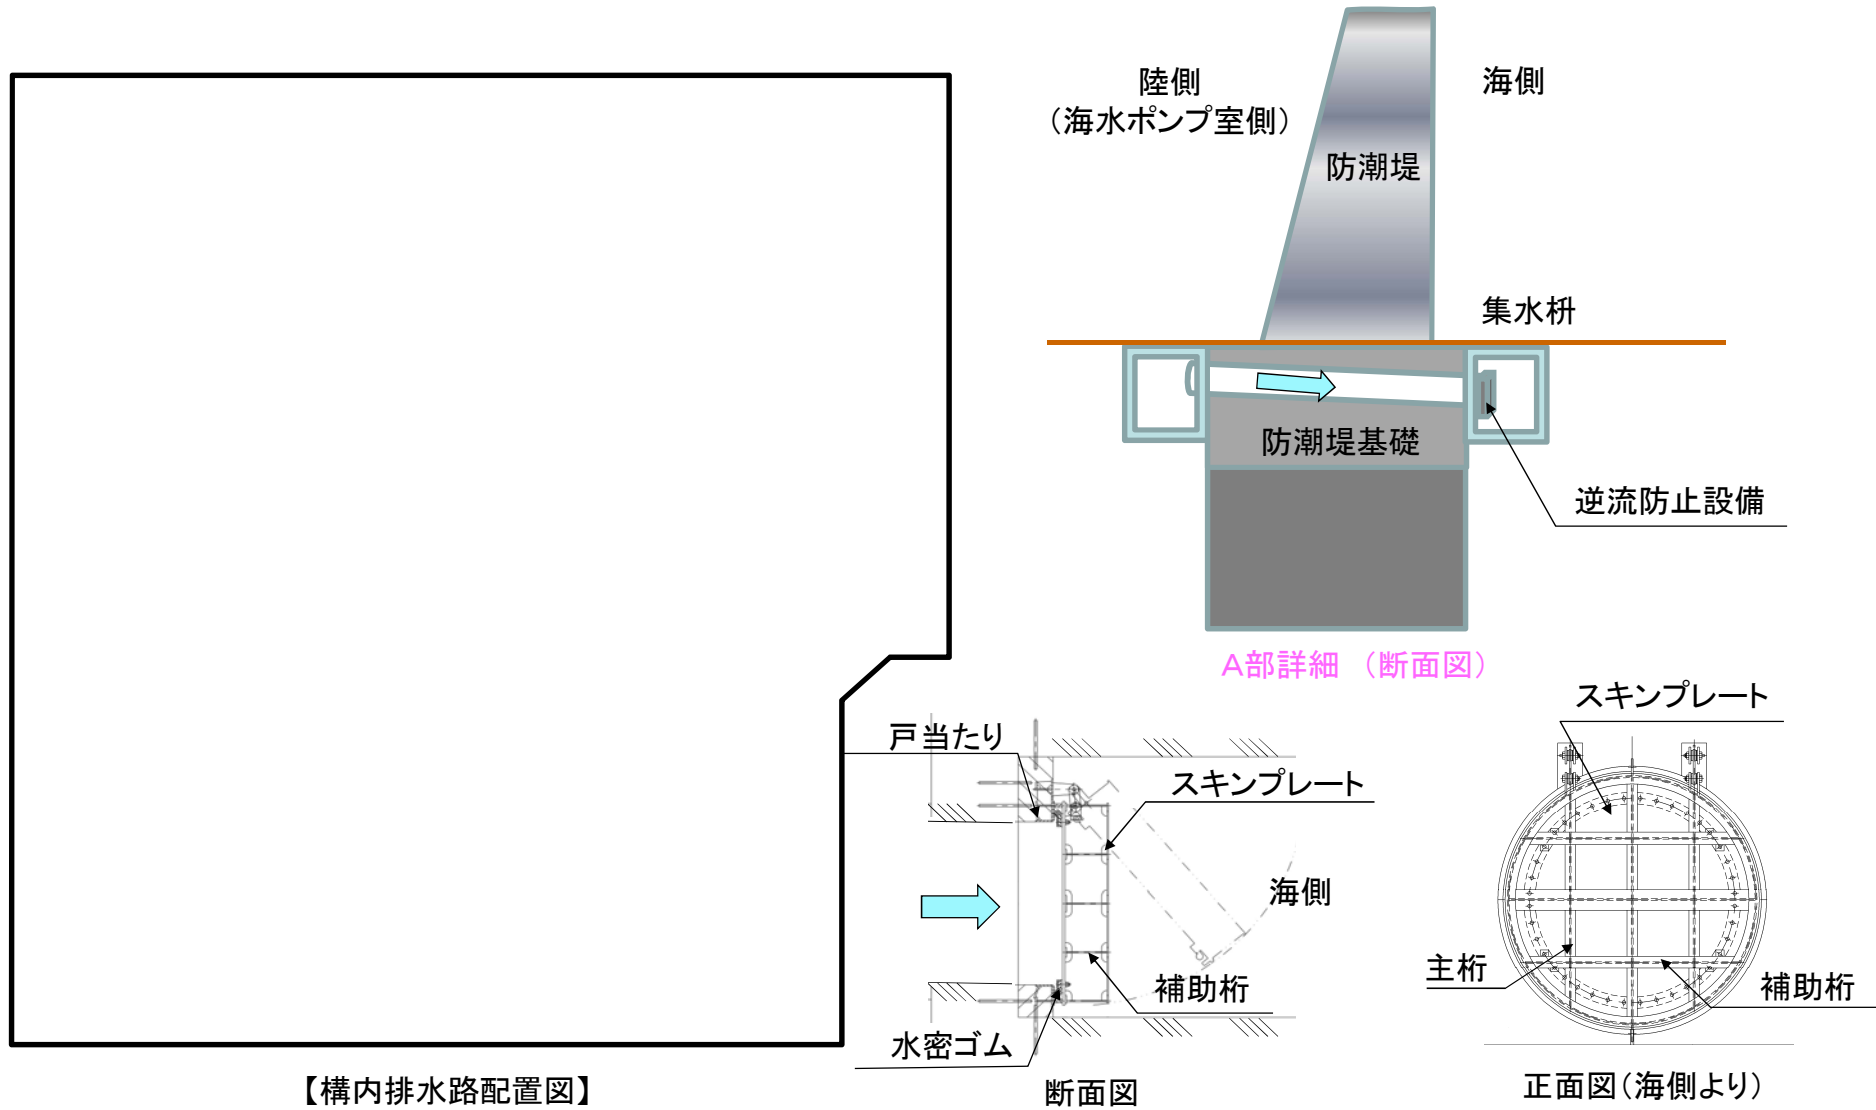 陸側
（海水ポンプ室側）
海側
防潮堤
集水枡
防潮堤基礎
逆流防止設備
A部詳細 （断面図）
スキンプレート
戸当たり
スキンプレート
海側
主桁
補助桁
補助桁
水密ゴム
【構内排水路配置図】
断面図
正面図（海側より）